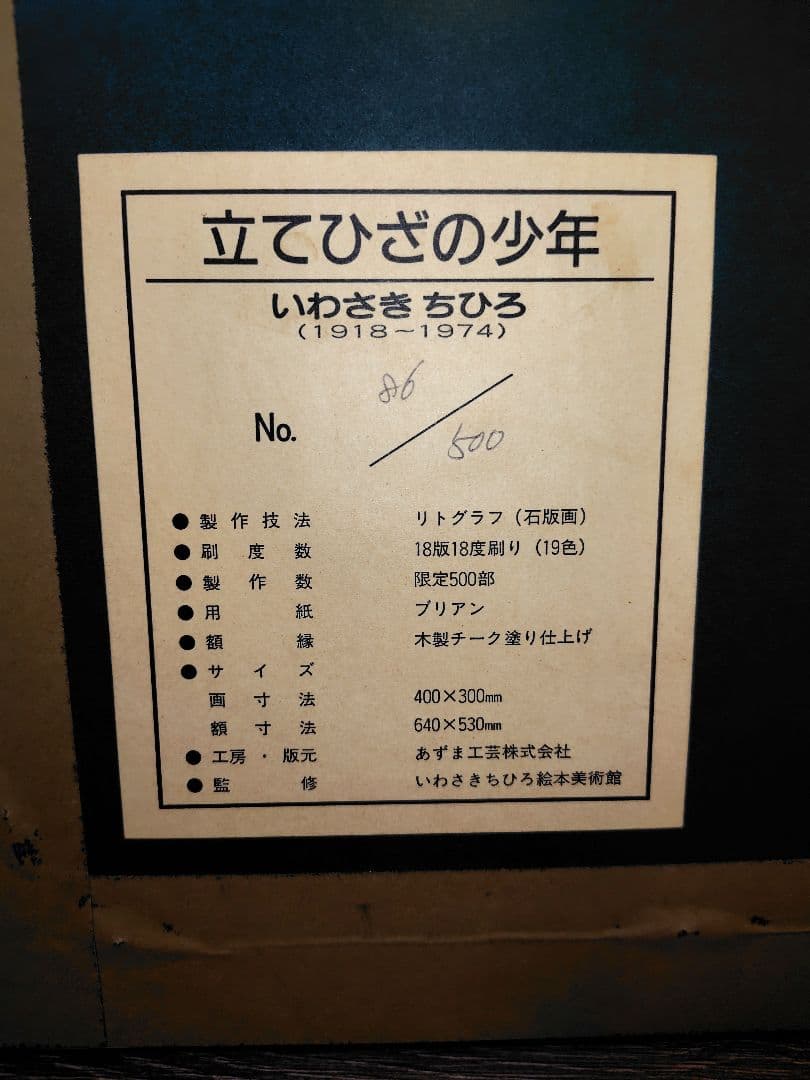 立てひざの少年
いわさき ちひろ
(1918〜1974)
No. 86/500
●製作技法 リトグラフ(石版画)
●刷度数 18版18度刷り(19色)
●製作数 限定500部
●用紙 ブリアン
●額縁 木製チーク塗り仕上げ
●サイズ
画寸法 400×300mm
額寸法 640×530mm
●工房・版元 あずま工芸株式会社
●監修 いわさきちひろ絵本美術館